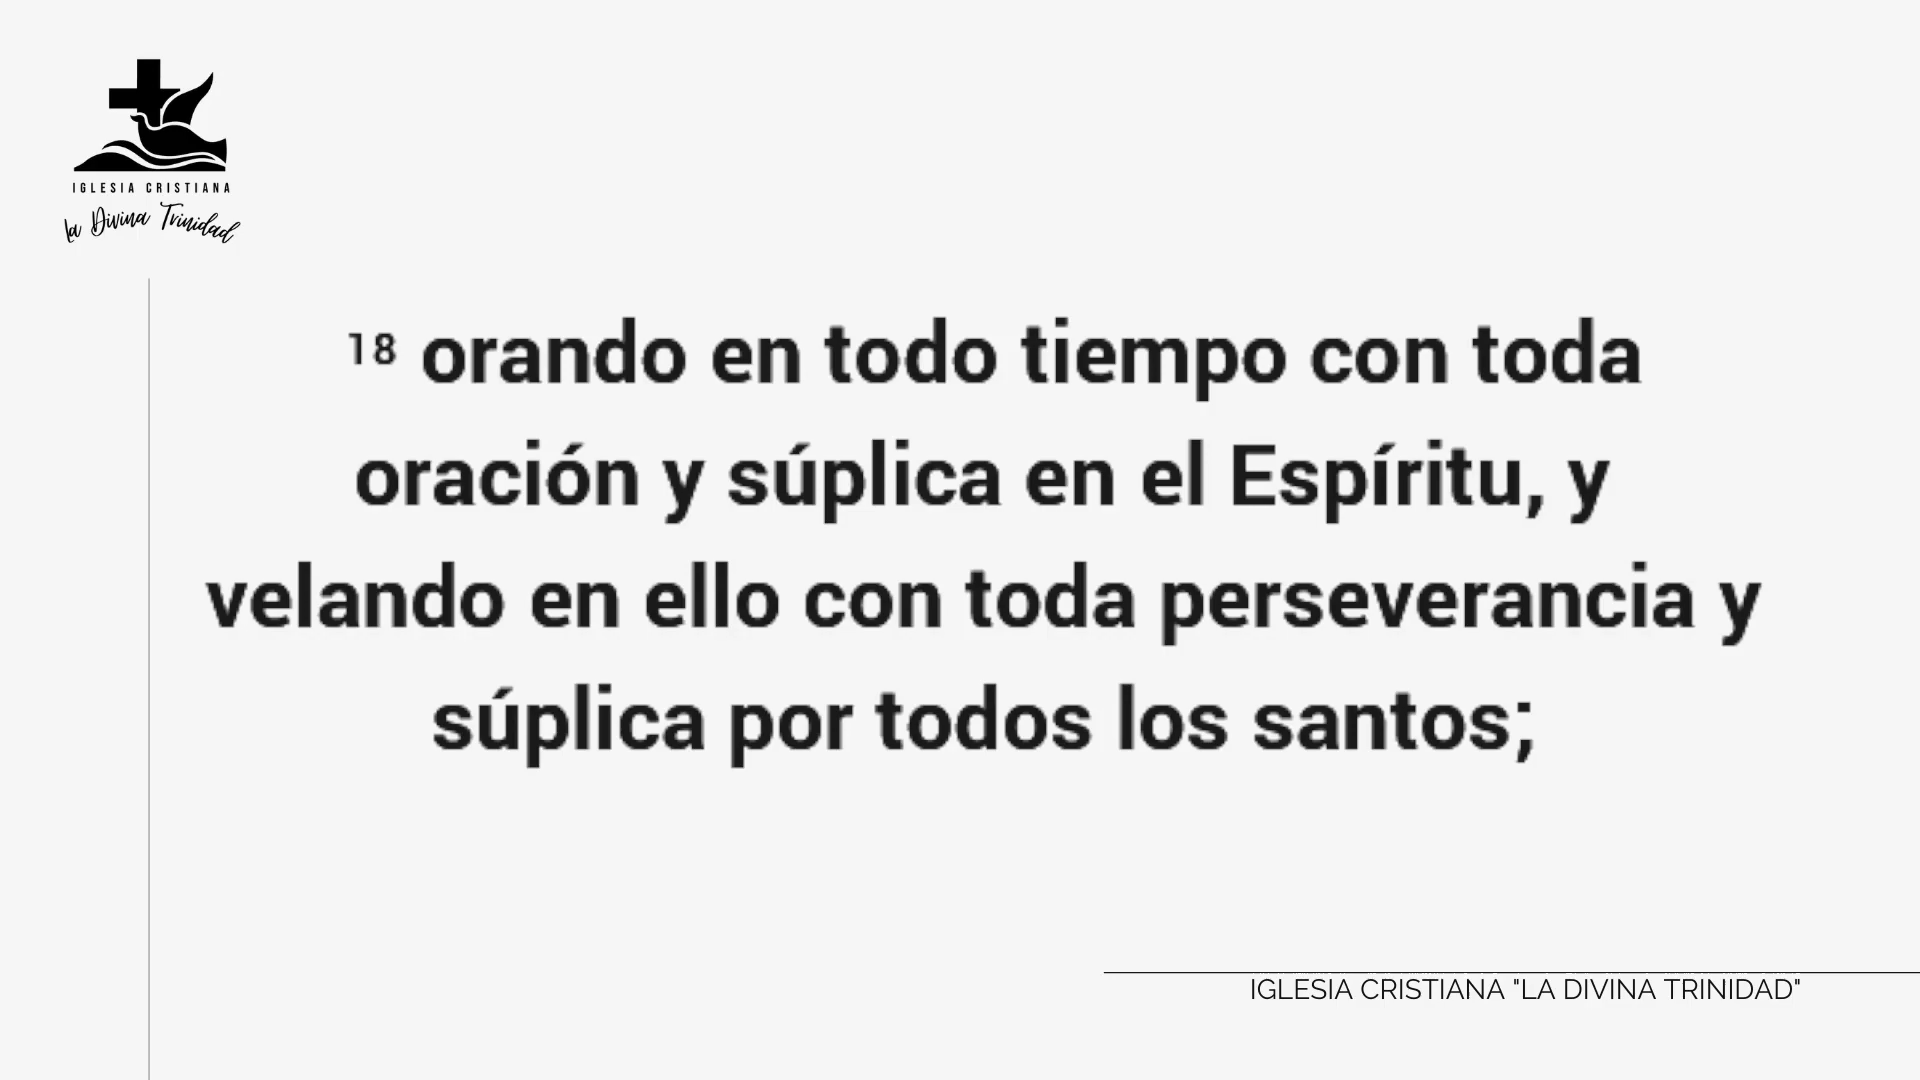 IGLESIA CRISTIANA
La Divina Trinidad
18 orando en todo tiempo con toda
oración y súplica en el Espíritu, y
velando en ello con toda perseverancia y
súplica por todos los santos;
IGLESIA CRISTIANA "LA DIVINA TRINIDAD"